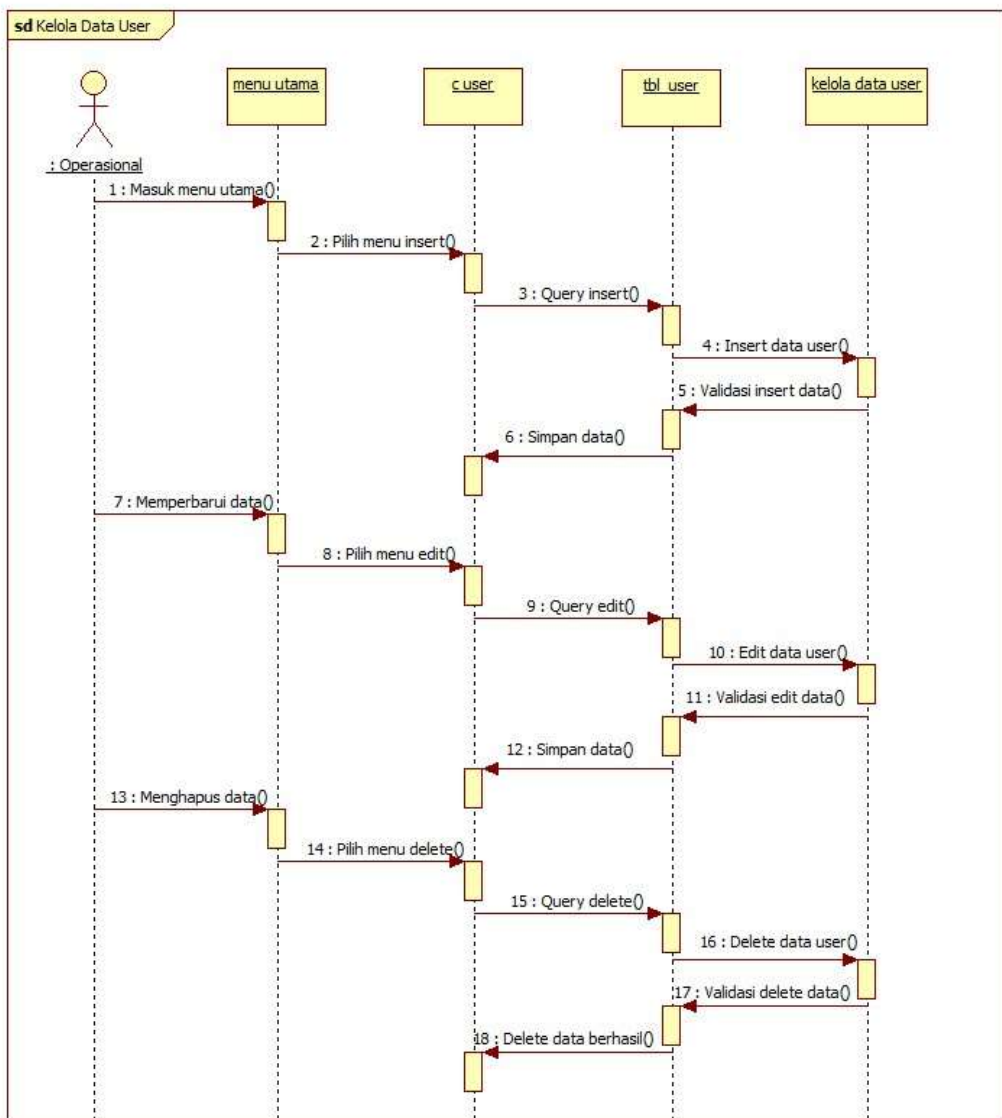 sd Kelola Data User
menu utama
c user
tbl_user
kelola data user
: Operasional
1 : Masuk menu utama()
2 : Pilih menu insert()
3 : Query insert()
4 : Insert data user()
5 : Validasi insert data()
6 : Simpan data()
7 : Memperbarui data()
8 : Pilih menu edit()
9 : Query edit()
10 : Edit data user()
11 : Validasi edit data()
12 : Simpan data()
13 : Menghapus data()
14 : Pilih menu delete()
15 : Query delete()
16 : Delete data user()
17 : Validasi delete data()
18 : Delete data berhasil()